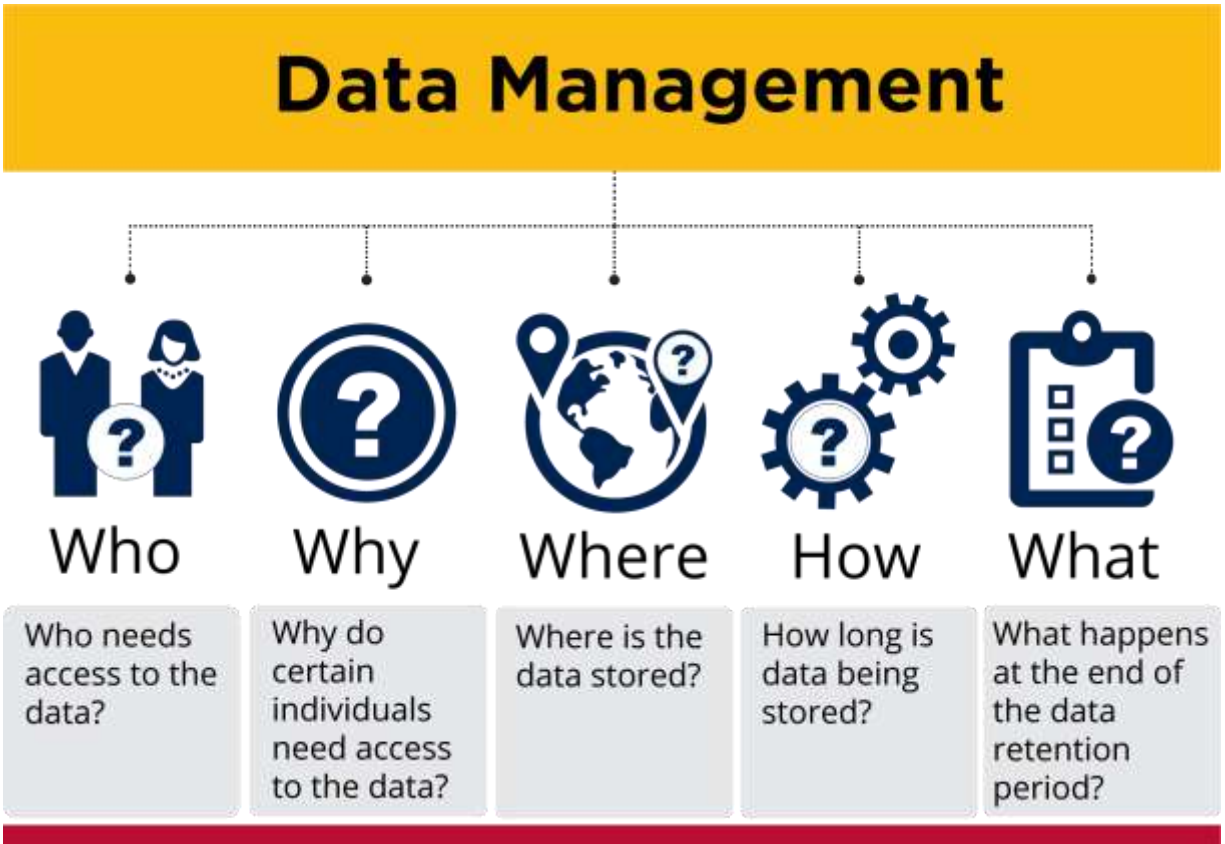 Data Management
?
?
?
?
?
Who
Why
Where
How
What
Who needs
access to the
data?
Why do
certain
individuals
need access
to the data?
Where is the
data stored?
How long is
data being
stored?
What happens
at the end of
the data
retention
period?